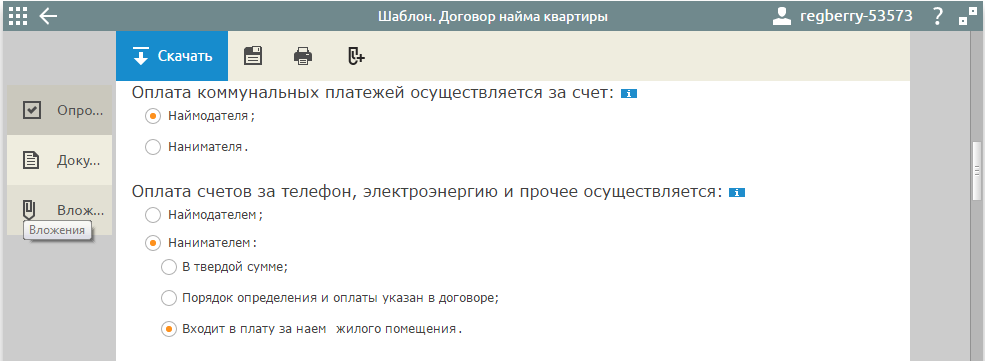 Шаблон. Договор найма квартиры
regberry-53573
?
Скачать
Оплата коммунальных платежей осуществляется за счет:
Опро...
Наймодателя;
Нанимателя.
Доку...
Оплата счетов за телефон, электроэнергию и прочее осуществляется:
Влож...
Наймодателем;
Вложения
Нанимателем:
В твердой сумме;
Порядок определения и оплаты указан в договоре;
Входит в плату за наем жилого помещения.